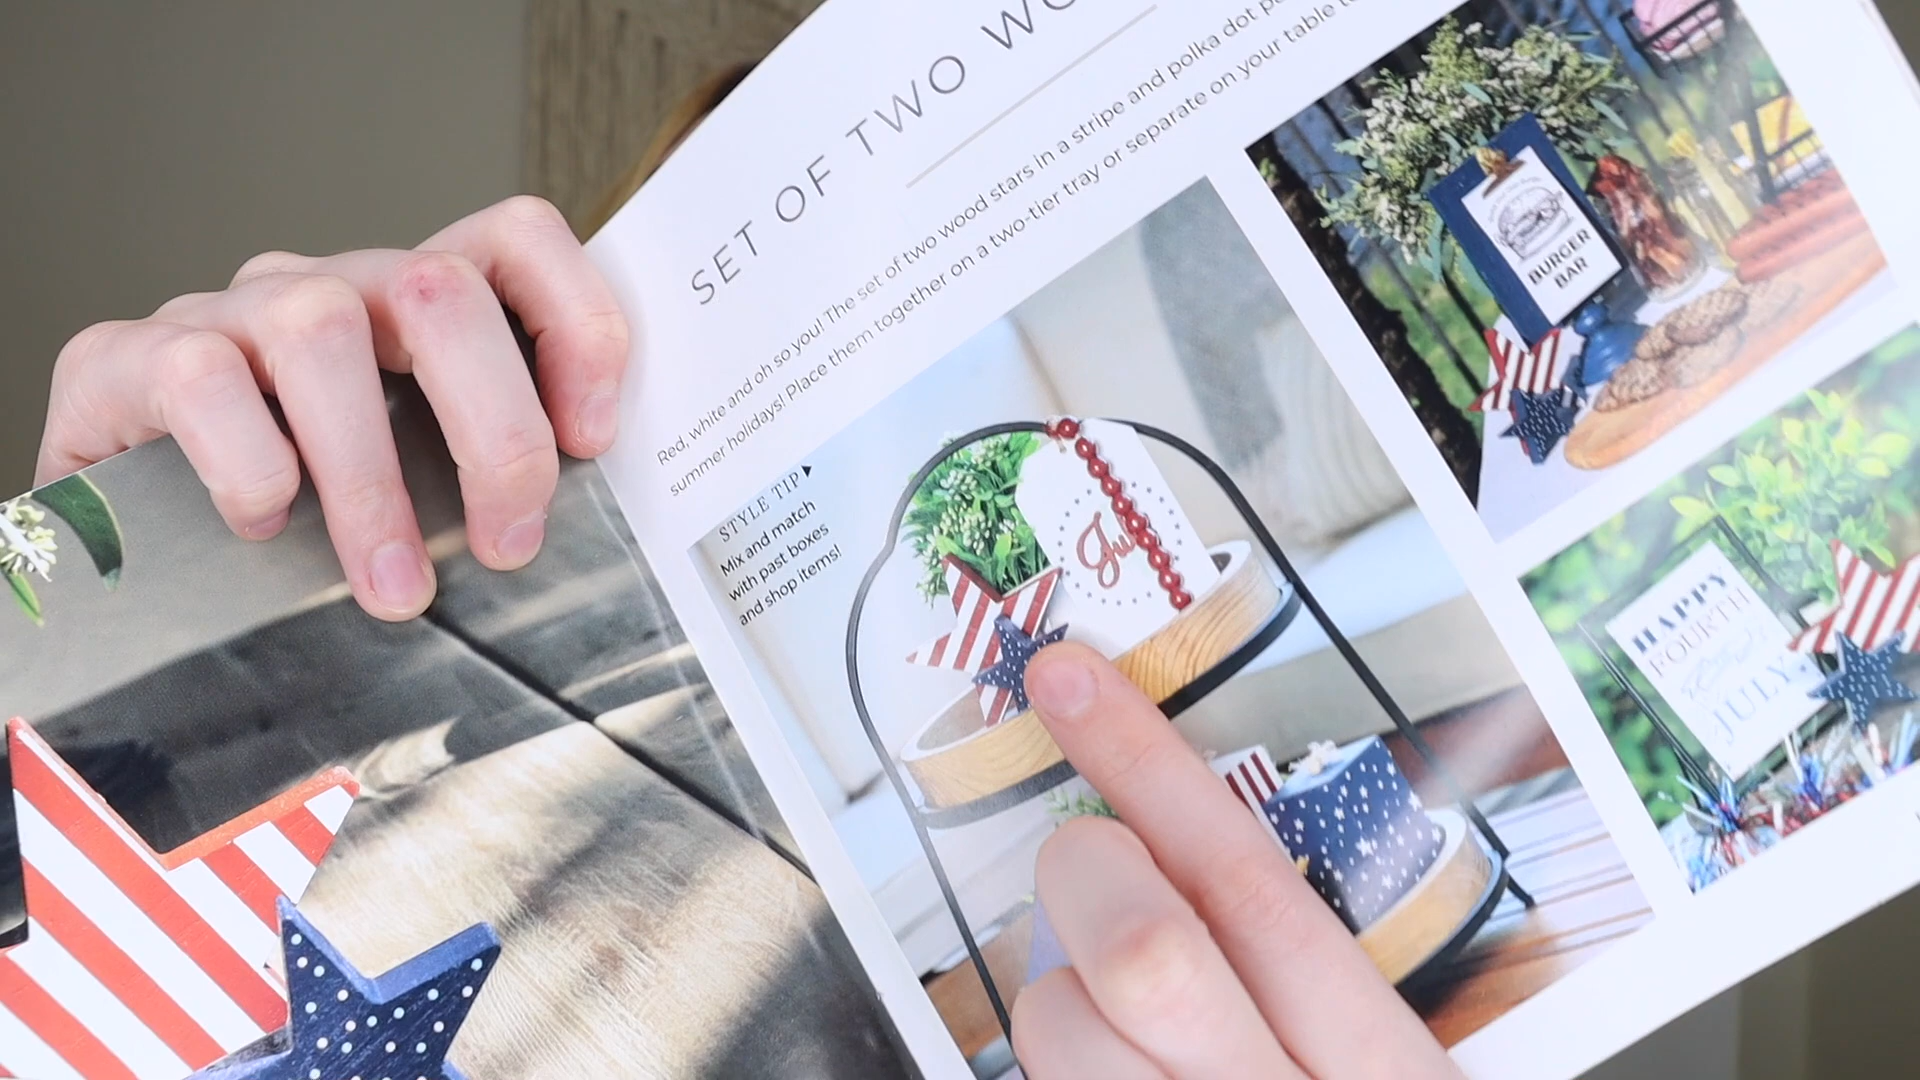 SET OF TWO
Red, white and oh so you! The set of two wood stars in a stripe and polka dot
summer holidays! Place them together on a two-tier tray or separate on your table
STYLE TIP
Mix and match
with past boxes
and shop items!
BURGER
BAR
HAPPY
FOURTH
JULY